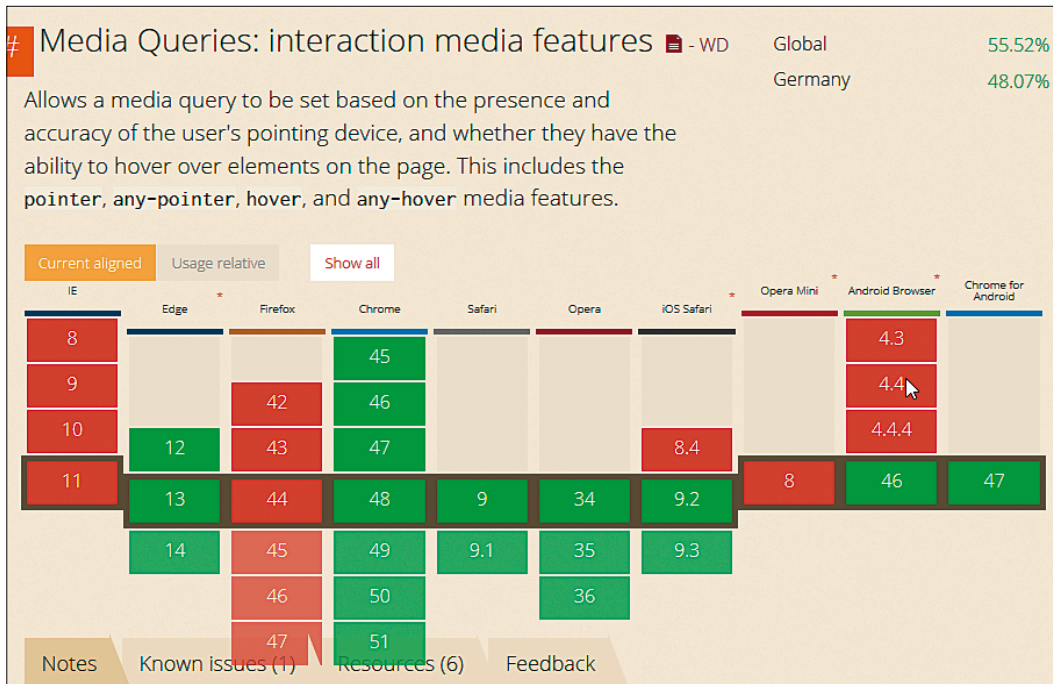 # Media Queries: interaction media features - WD
Global 55.52%
Germany 48.07%
Allows a media query to be set based on the presence and
accuracy of the user's pointing device, and whether they have the
ability to hover over elements on the page. This includes the
pointer, any-pointer, hover, and any-hover media features.
Current aligned Usage relative Show all
IE Edge * Firefox Chrome Safari Opera iOS Safari * Opera Mini * Android Browser * Chrome for Android
8 45 4.3
9 42 46 4.4
10 12 43 47 8.4 4.4.4
11 13 44 48 9 34 9.2 8 46 47
14 45 49 9.1 35 9.3
46 50 36
47 51
Notes Known issues (1) Resources (6) Feedback